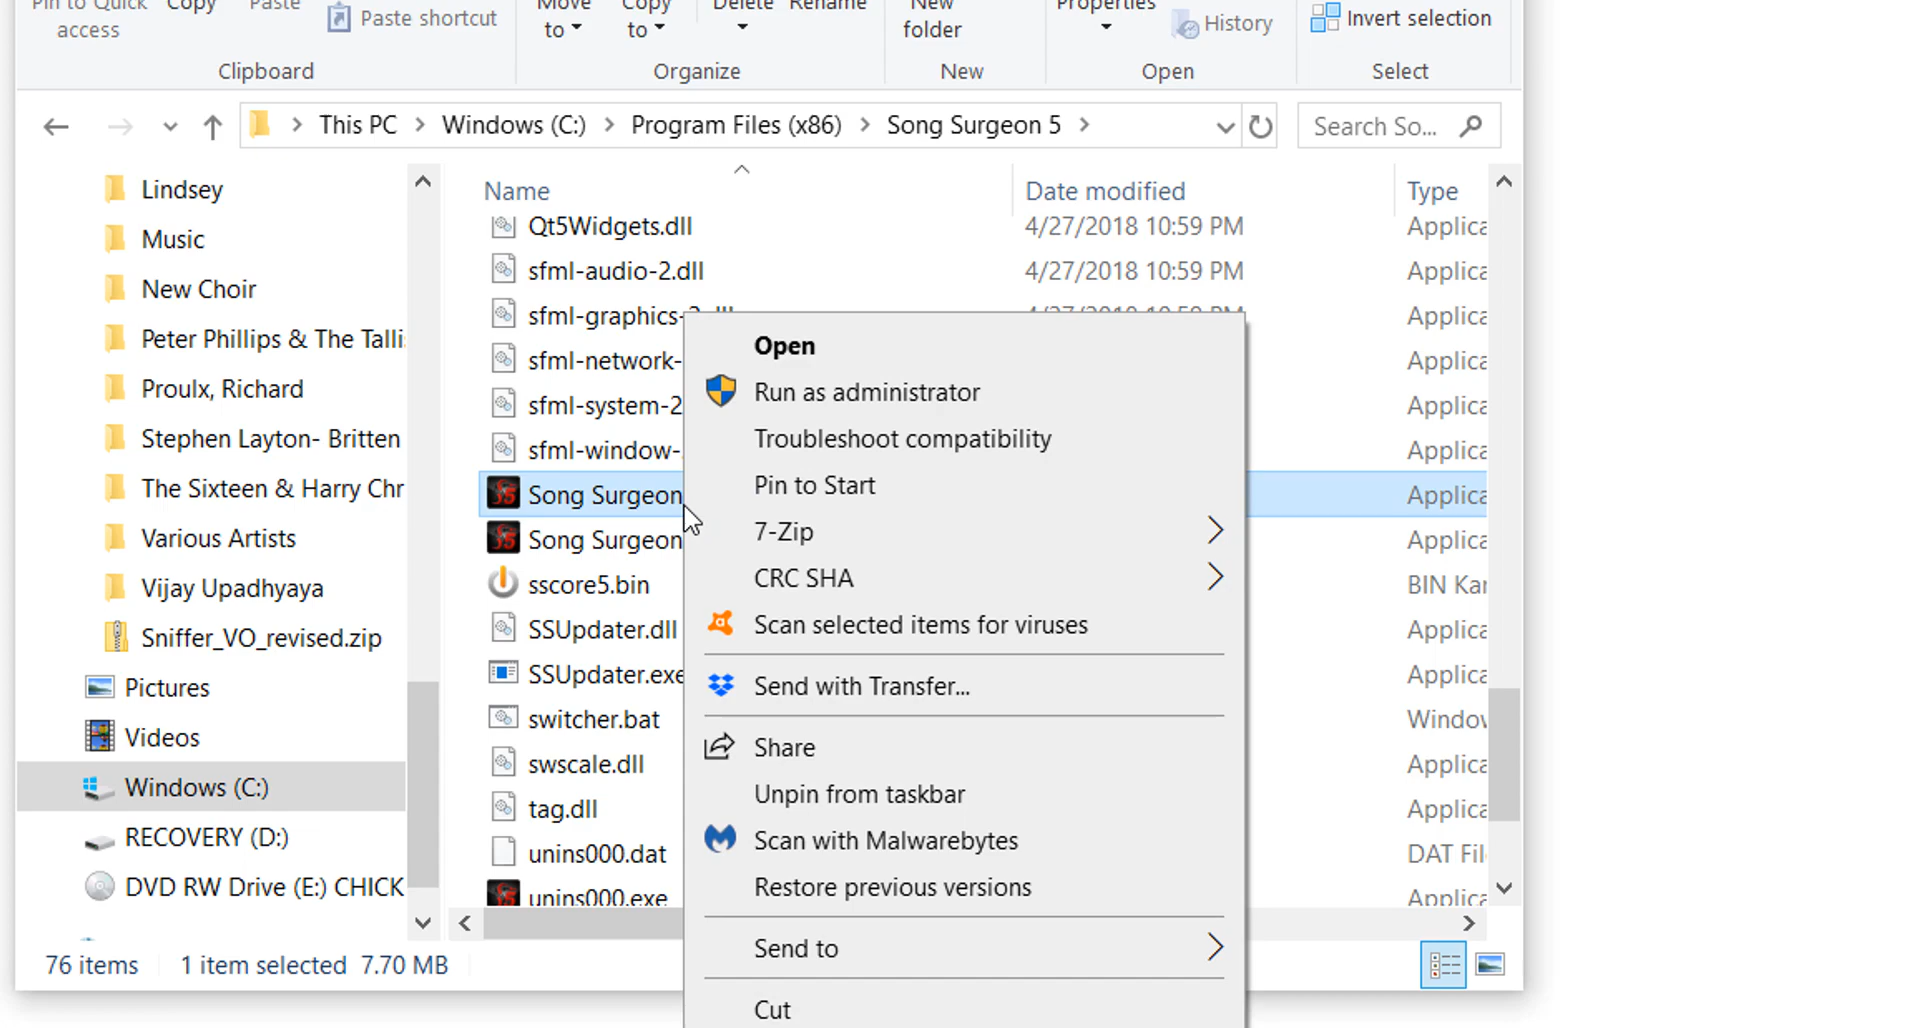 Pin to Quick
access
Copy
Paste
Paste shortcut
Move
to
Copy
to
Delete
Rename
New
folder
Properties
History
Invert selection
Clipboard
Organize
New
Open
Select
This PC > Windows (C:) > Program Files (x86) > Song Surgeon 5 >
Search So...
Lindsey
Music
New Choir
Peter Phillips & The Talli
Proulx, Richard
Stephen Layton- Britten
The Sixteen & Harry Chr
Various Artists
Vijay Upadhyaya
Sniffer_VO_revised.zip
Pictures
Videos
Windows (C:)
RECOVERY (D:)
DVD RW Drive (E:) CHICK
Name Date modified Type
Qt5Widgets.dll 4/27/2018 10:59 PM Applica
sfml-audio-2.dll 4/27/2018 10:59 PM Applica
sfml-graphics-2.dll 4/27/2018 10:59 PM Applica
sfml-network- Applica
sfml-system-2 Applica
sfml-window- Applica
Song Surgeon Applica
Song Surgeon Applica
sscore5.bin BIN Kar
SSUpdater.dll Applica
SSUpdater.exe Applica
switcher.bat Window
swscale.dll Applica
tag.dll Applica
unins000.dat DAT Fil
unins000.exe Applica
Open
Run as administrator
Troubleshoot compatibility
Pin to Start
7-Zip
CRC SHA
Scan selected items for viruses
Send with Transfer...
Share
Unpin from taskbar
Scan with Malwarebytes
Restore previous versions
Send to
Cut
76 items 1 item selected 7.70 MB